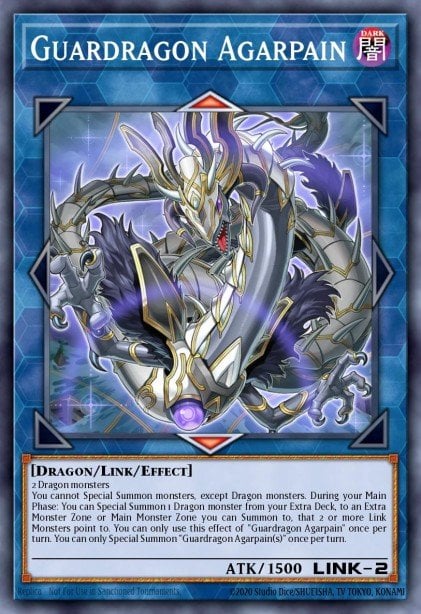 Guardragon Agarpain
DARK
闇
[Dragon/Link/Effect]
2 Dragon monsters
You cannot Special Summon monsters, except Dragon monsters. During your Main
Phase: You can Special Summon 1 Dragon monster from your Extra Deck, to an Extra
Monster Zone or Main Monster Zone you can Summon to, that 2 or more Link
Monsters point to. You can only use this effect of "Guardragon Agarpain" once per
turn. You can only Special Summon "Guardragon Agarpain(s)" once per turn.
ATK/1500 LINK-2
Replica - Not For Use in Sanctioned Tornnaments. ©2020 Studio Dice/SHUEISHA, TV TOKYO, KONAMI